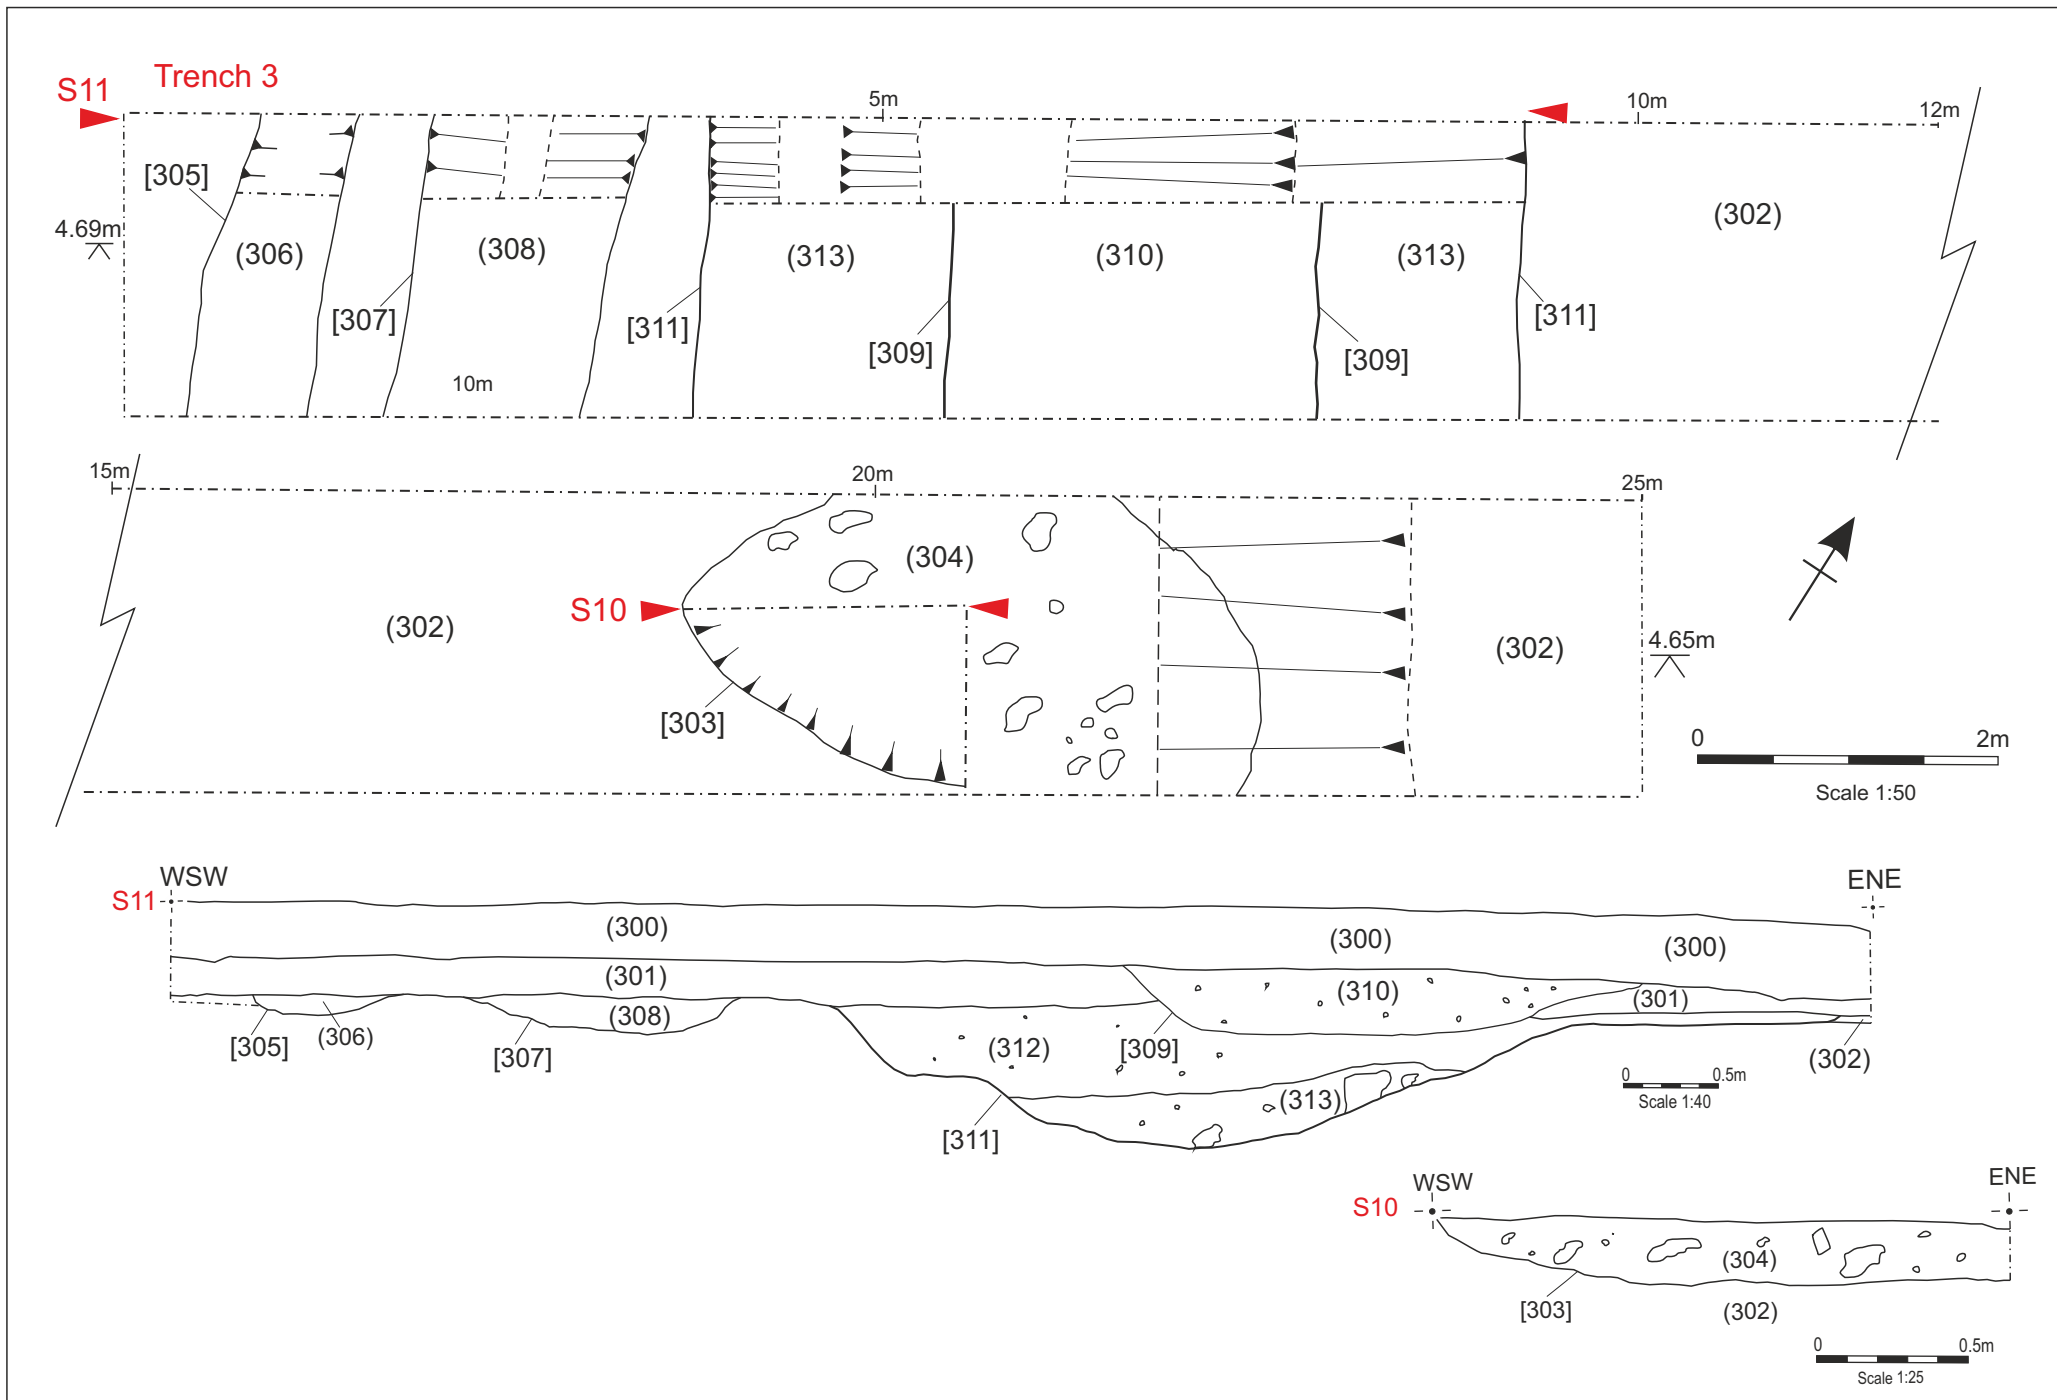 Trench 3
S11
5m
10m
12m
[305]
4.69m
(306)
(308)
(313)
(310)
(313)
(302)
[307]
[311]
[309]
[309]
[311]
10m
15m
20m
25m
(304)
S10
(302)
(302)
4.65m
[303]
0 2m
Scale 1:50
WSW
ENE
S11
(300)
(300)
(300)
(301)
(310)
(301)
(306)
(308)
[305]
[307]
(312)
[309]
(302)
0 0.5m
Scale 1:40
(313)
[311]
WSW
ENE
S10
(304)
[303]
(302)
0 0.5m
Scale 1:25